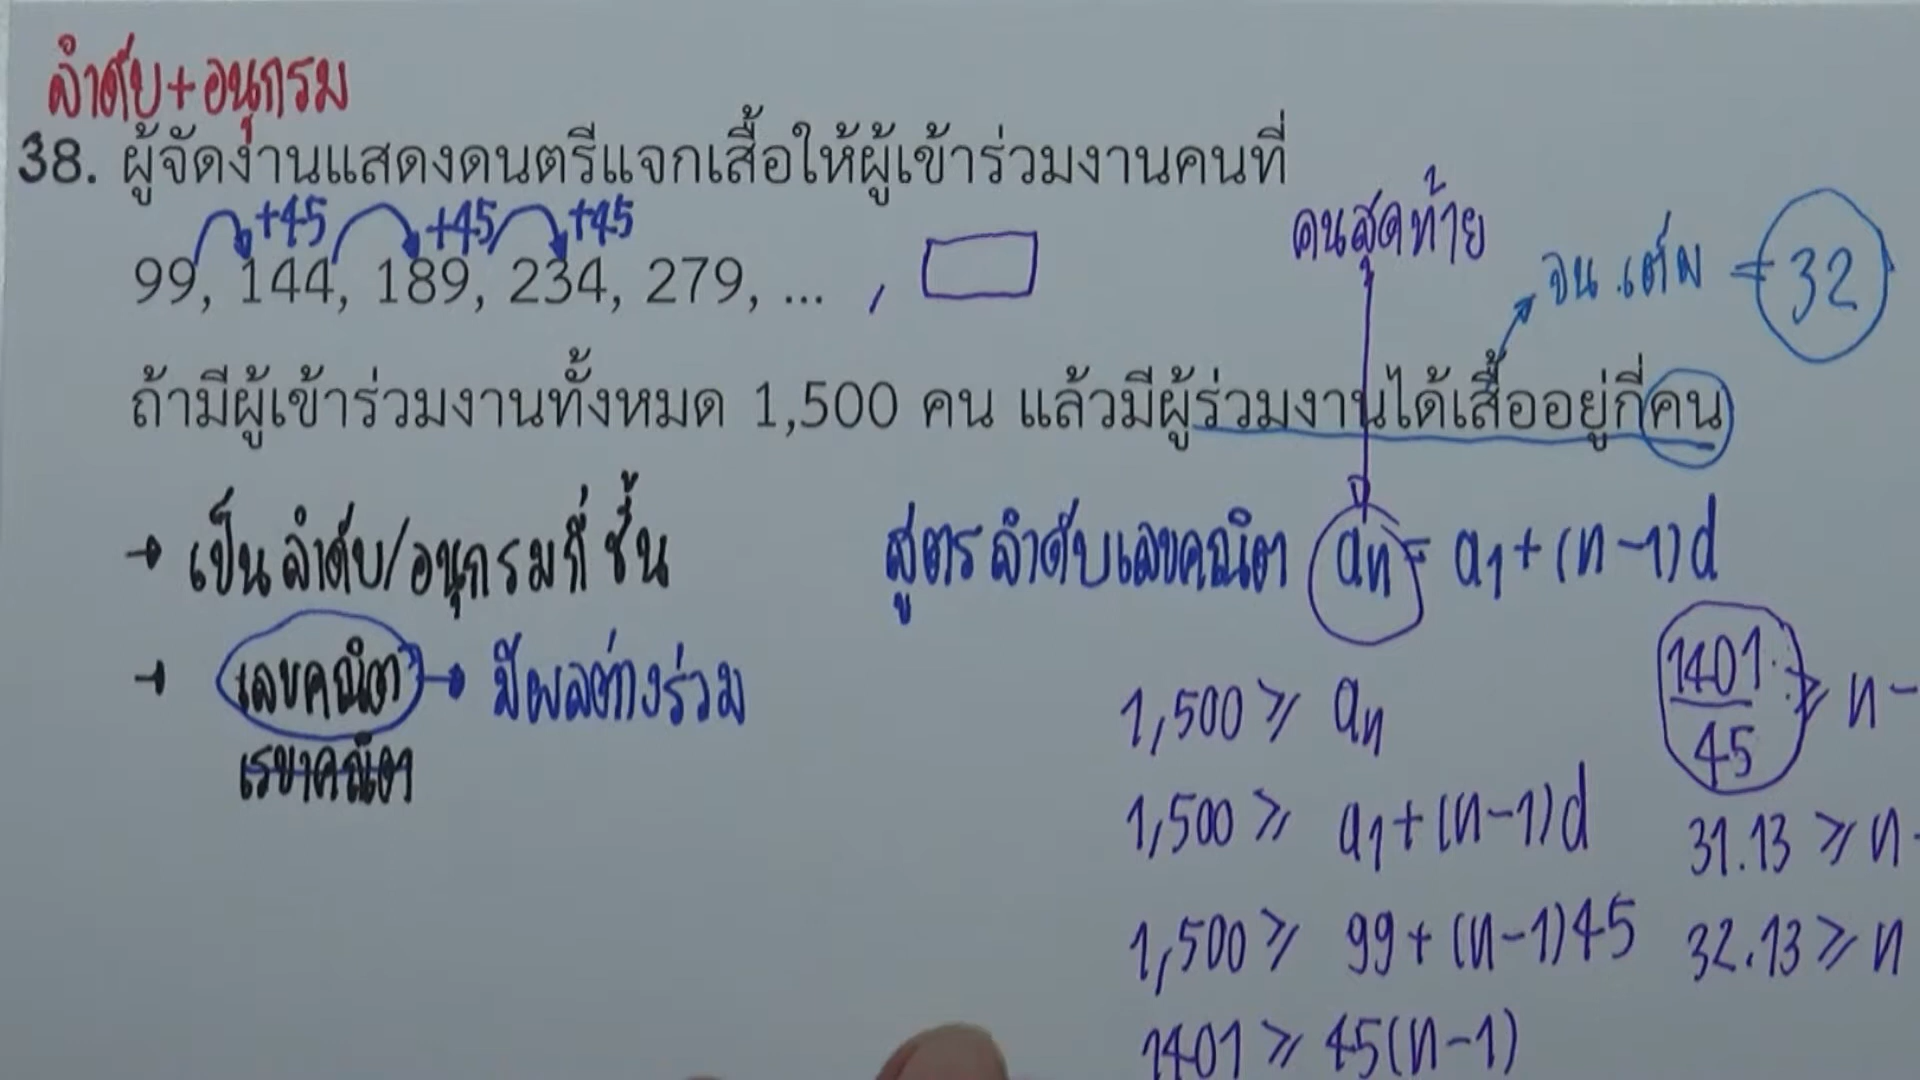 ลำดับ+อนุกรม
38. ผู้จัดงานแสดงดนตรีแจกเสื้อให้ผู้เข้าร่วมงานคนที่
+45 +45 +45
99, 144, 189, 234, 279, ... ,
คนสุดท้าย
จน.เต็ม = 32
ถ้ามีผู้เข้าร่วมงานทั้งหมด 1,500 คน แล้วมีผู้ร่วมงานได้เสื้ออยู่กี่คน
→ เป็นลำดับ/อนุกรมกี่ ชั้น
→ เลขคณิต → มีผลต่างร่วม
เรขาคณิต
สูตรลำดับเลขคณิต an = a1 + (n-1)d
1,500 ≥ an
1,500 ≥ a1 + (n-1)d
1,500 ≥ 99 + (n-1)45
1401 ≥ 45(n-1)
1401/45 ≥ n-
31.13 ≥ n-
32.13 ≥ n